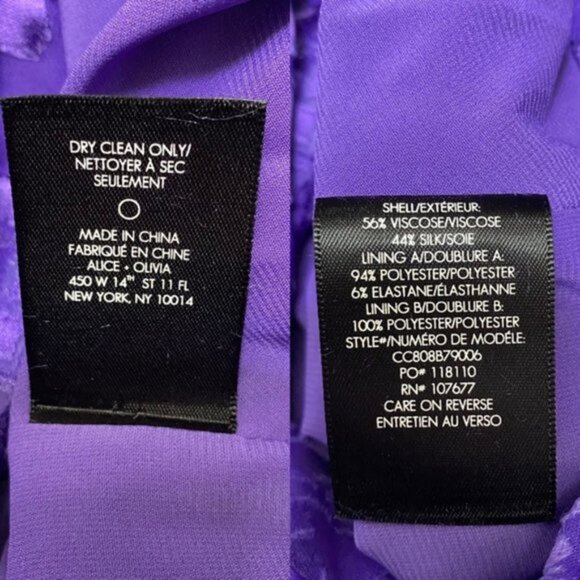 DRY CLEAN ONLY/
NETTOYER À SEC
SEULEMENT
MADE IN CHINA
FABRIQUÉ EN CHINE
ALICE + OLIVIA
450 W 14TH ST 11 FL
NEW YORK, NY 10014
SHELL/EXTÉRIEUR:
56% VISCOSE/VISCOSE
44% SILK/SOIE
LINING A/DOUBLURE A:
94% POLYESTER/POLYESTER
6% ELASTANE/ÉLASTHANNE
LINING B/DOUBLURE B:
100% POLYESTER/POLYESTER
STYLE#/NUMÉRO DE MODÈLE:
CC808B79006
PO# 118110
RN# 107677
CARE ON REVERSE
ENTRETIEN AU VERSO